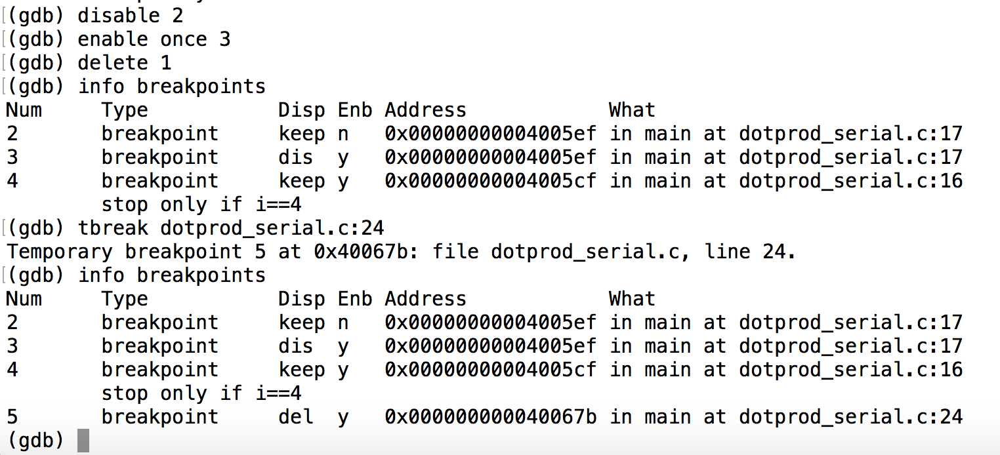 (gdb) disable 2
(gdb) enable once 3
(gdb) delete 1
(gdb) info breakpoints
Num     Type           Disp Enb Address            What
2       breakpoint     keep n   0x00000000004005ef in main at dotprod_serial.c:17
3       breakpoint     dis  y   0x00000000004005ef in main at dotprod_serial.c:17
4       breakpoint     keep y   0x00000000004005cf in main at dotprod_serial.c:16
        stop only if i==4
(gdb) tbreak dotprod_serial.c:24
Temporary breakpoint 5 at 0x40067b: file dotprod_serial.c, line 24.
(gdb) info breakpoints
Num     Type           Disp Enb Address            What
2       breakpoint     keep n   0x00000000004005ef in main at dotprod_serial.c:17
3       breakpoint     dis  y   0x00000000004005ef in main at dotprod_serial.c:17
4       breakpoint     keep y   0x00000000004005cf in main at dotprod_serial.c:16
        stop only if i==4
5       breakpoint     del  y   0x000000000040067b in main at dotprod_serial.c:24
(gdb)